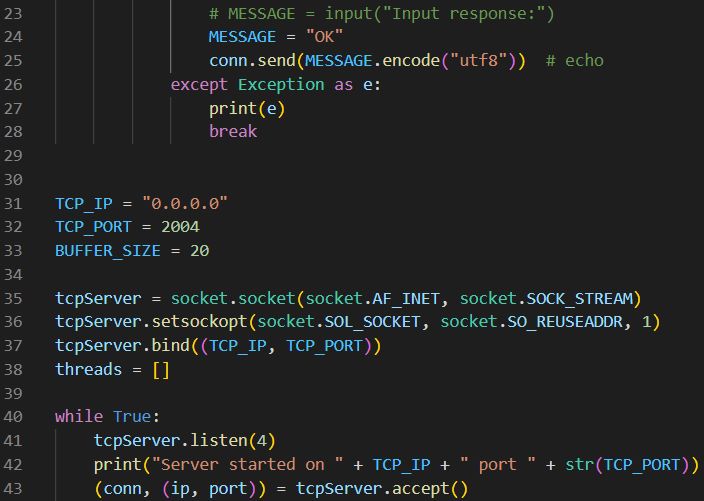 23 # MESSAGE = input("Input response:")
24 MESSAGE = "OK"
25 conn.send(MESSAGE.encode("utf8"))  # echo
26 except Exception as e:
27 print(e)
28 break
29
30
31 TCP_IP = "0.0.0.0"
32 TCP_PORT = 2004
33 BUFFER_SIZE = 20
34
35 tcpServer = socket.socket(socket.AF_INET, socket.SOCK_STREAM)
36 tcpServer.setsockopt(socket.SOL_SOCKET, socket.SO_REUSEADDR, 1)
37 tcpServer.bind((TCP_IP, TCP_PORT))
38 threads = []
39
40 while True:
41 tcpServer.listen(4)
42 print("Server started on " + TCP_IP + " port " + str(TCP_PORT))
43 (conn, (ip, port)) = tcpServer.accept()